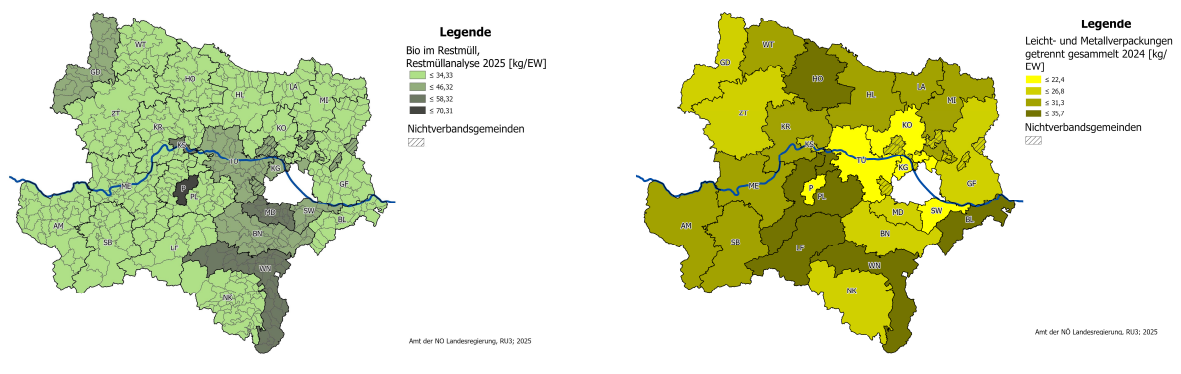 Legende
Bio im Restmüll,
Restmüllanalyse 2025 [kg/EW]
≤ 34,33
≤ 46,32
≤ 58,32
≤ 70,31
Nichtverbandsgemeinden
WT
GD
HO
HL
LA
MI
ZT
KR
KO
KS
TU
KG
ME
P
PL
GF
MD
SW
BL
AM
SB
LF
BN
WN
NK
Amt der NÖ Landesregierung, RU3; 2025
Legende
Leicht- und Metallverpackungen
getrennt gesammelt 2024 [kg/
EW]
≤ 22,4
≤ 26,8
≤ 31,3
≤ 35,7
Nichtverbandsgemeinden
WT
GD
HO
HL
LA
MI
ZT
KR
KO
KS
TU
KG
ME
P
PL
GF
MD
SW
BL
AM
SB
LF
BN
WN
NK
Amt der NÖ Landesregierung, RU3; 2025